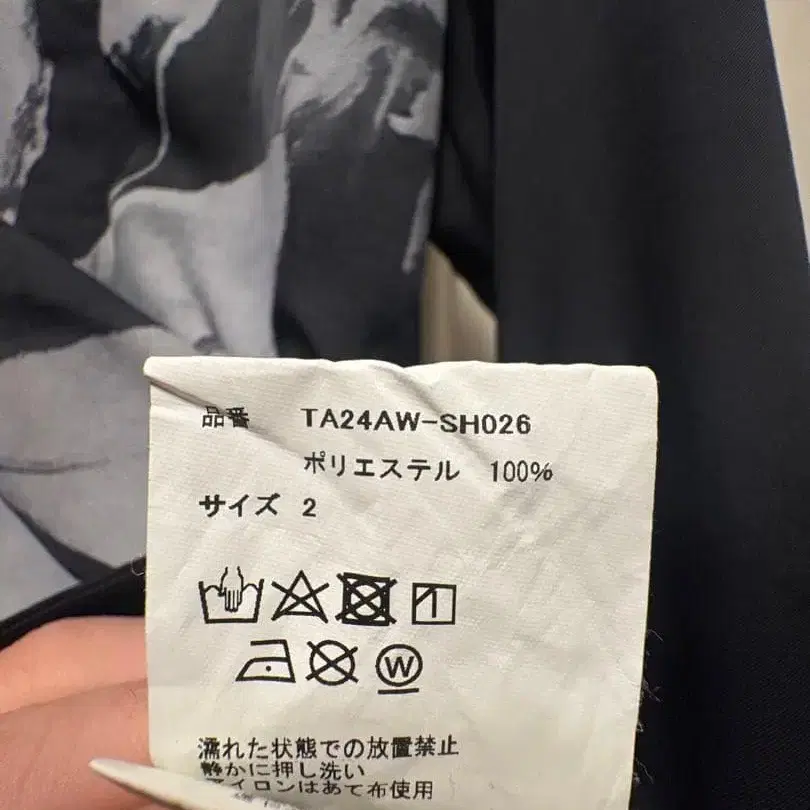 品番 TA24AW-SH026
ポリエステル 100%
サイズ 2
W
濡れた状態での放置禁止
静かに押し洗い
アイロンはあて布使用